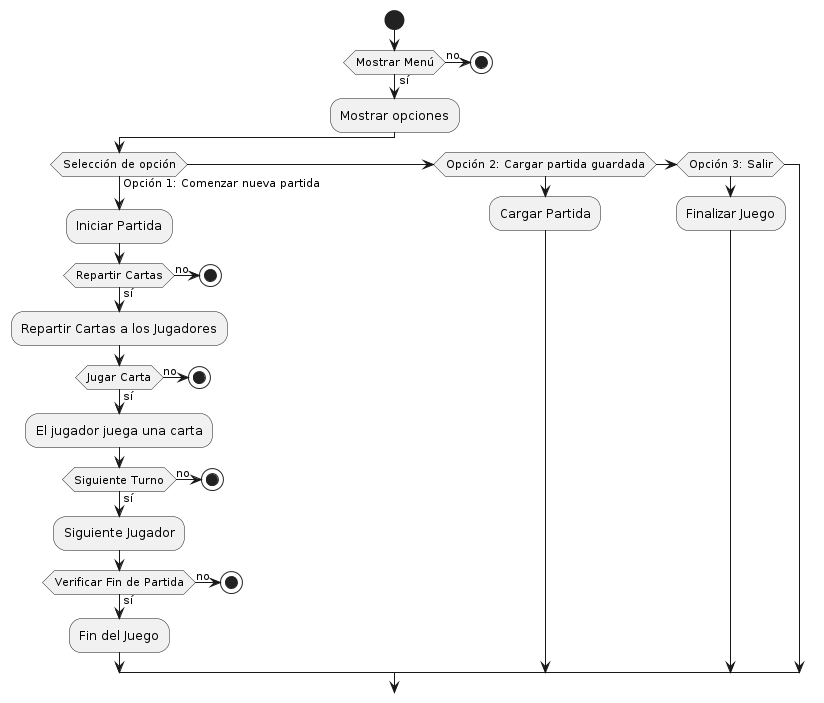 Mostrar Menú
no
sí
Mostrar opciones
Selección de opción
Opción 2: Cargar partida guardada
Opción 3: Salir
Opción 1: Comenzar nueva partida
Iniciar Partida
Cargar Partida
Finalizar Juego
Repartir Cartas
no
sí
Repartir Cartas a los Jugadores
Jugar Carta
no
sí
El jugador juega una carta
Siguiente Turno
no
sí
Siguiente Jugador
Verificar Fin de Partida
no
sí
Fin del Juego